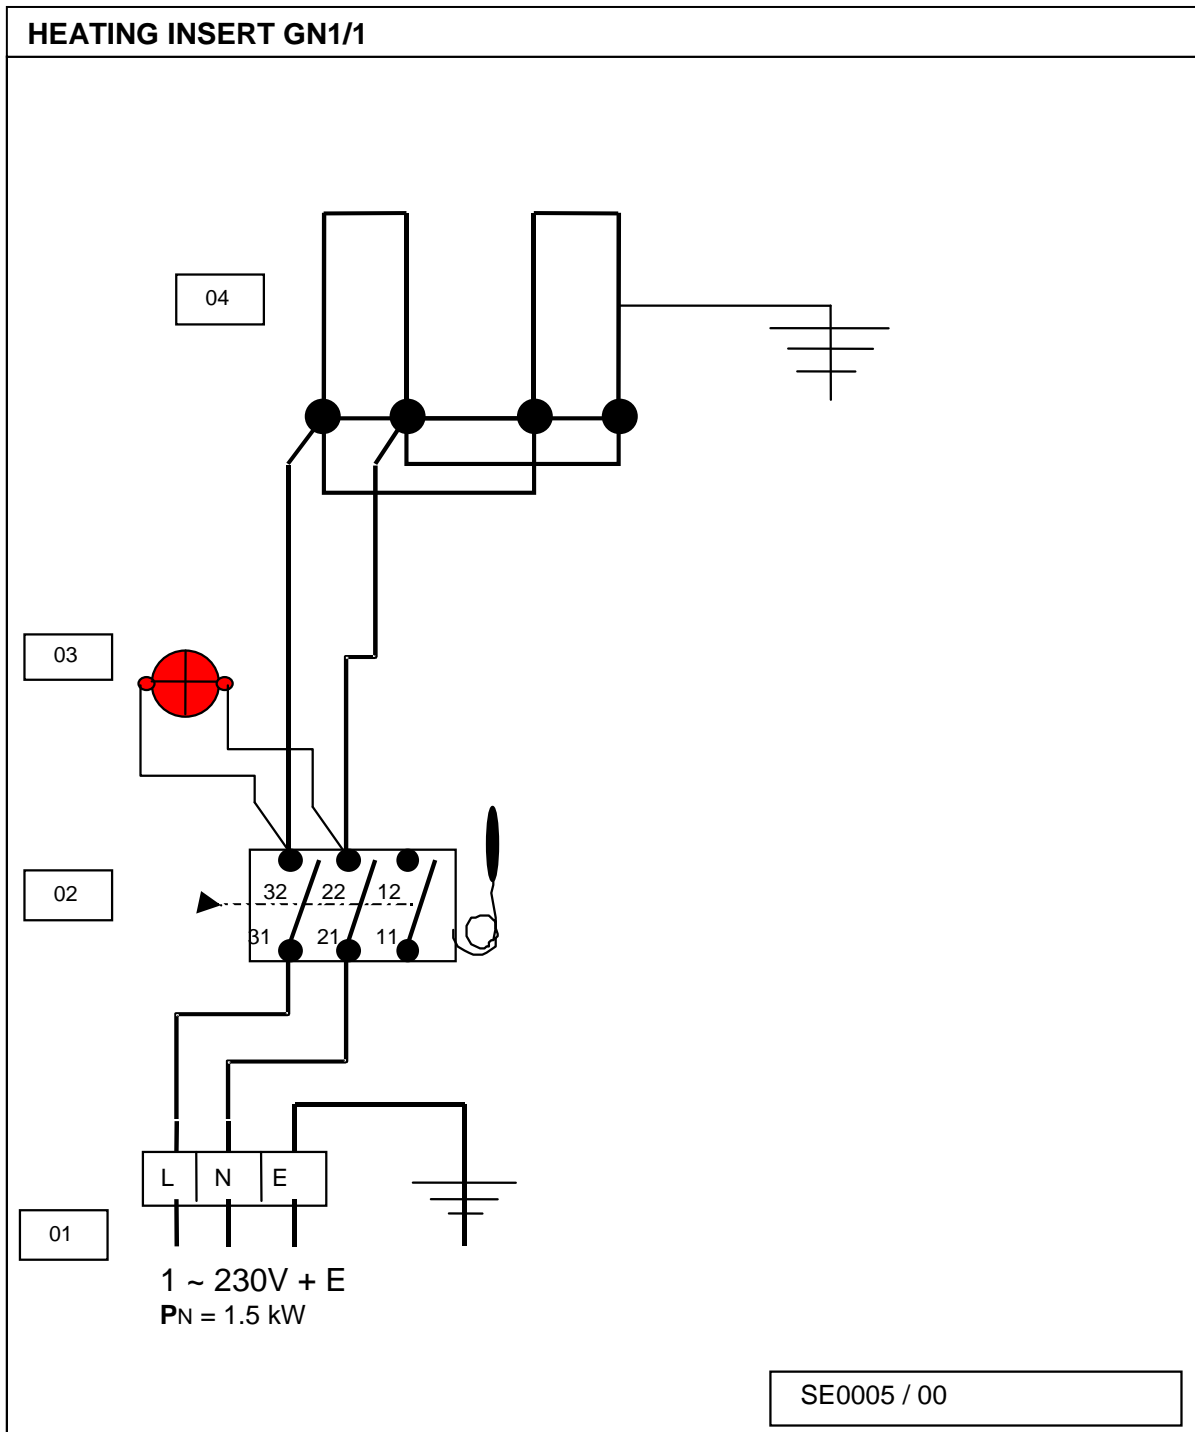 HEATING INSERT GN1/1
04
03
02
32 22 12
31 21 11
L N E
01
1 ~ 230V + E
PN = 1.5 kW
SE0005 / 00